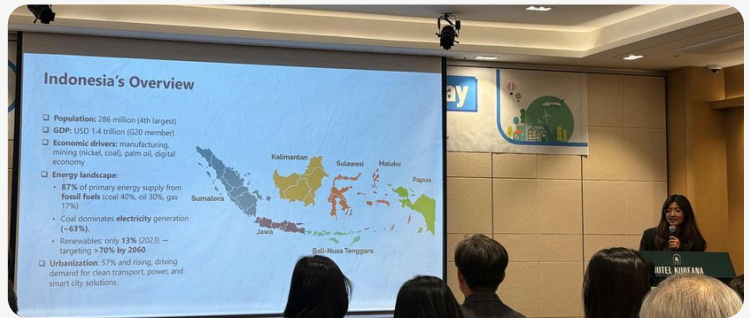 Indonesia's Overview
❑ Population: 286 million (4th largest)
❑ GDP: USD 1.4 trillion (G20 member)
❑ Economic drivers: manufacturing,
mining (nickel, coal), palm oil, digital
economy
❑ Energy landscape:
• 87% of primary energy supply from
fossil fuels (coal 40%, oil 30%, gas
17%)
• Coal dominates electricity generation
(~63%).
• Renewables: only 13% (2023) –
targeting >70% by 2060
❑ Urbanization: 57% and rising, driving
demand for clean transport, power, and
smart city solutions.
Sumatera
Kalimantan
Jawa
Sulawesi
Maluku
Papua
Bali-Nusa Tenggara
ay
HOTEL KOREANA